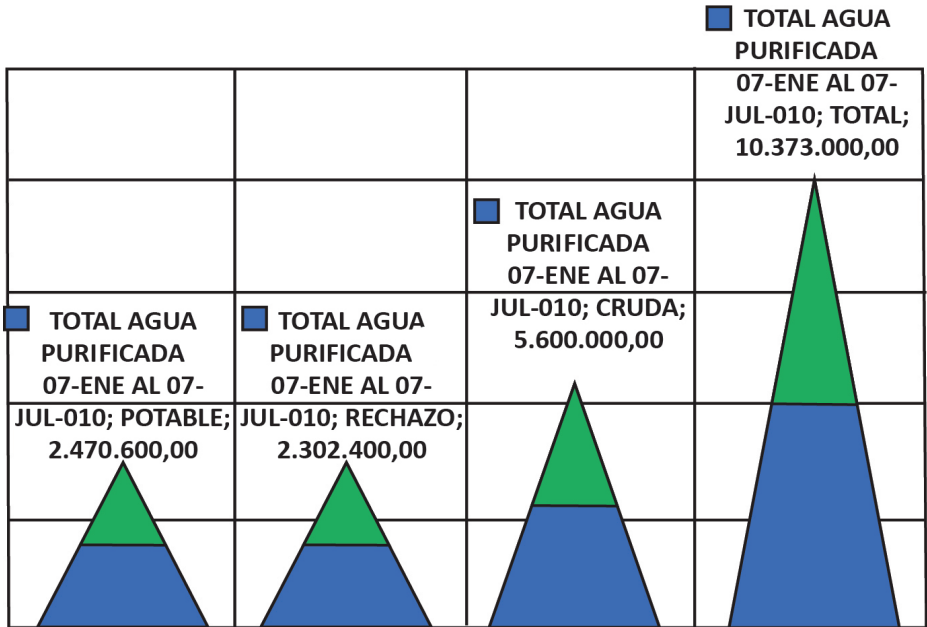 TOTAL AGUA
PURIFICADA
07-ENE AL 07-
JUL-010; TOTAL;
10.373.000,00
TOTAL AGUA
PURIFICADA
07-ENE AL 07-
JUL-010; CRUDA;
5.600.000,00
TOTAL AGUA
PURIFICADA
07-ENE AL 07-
JUL-010; POTABLE;
2.470.600,00
TOTAL AGUA
PURIFICADA
07-ENE AL 07-
JUL-010; RECHAZO;
2.302.400,00